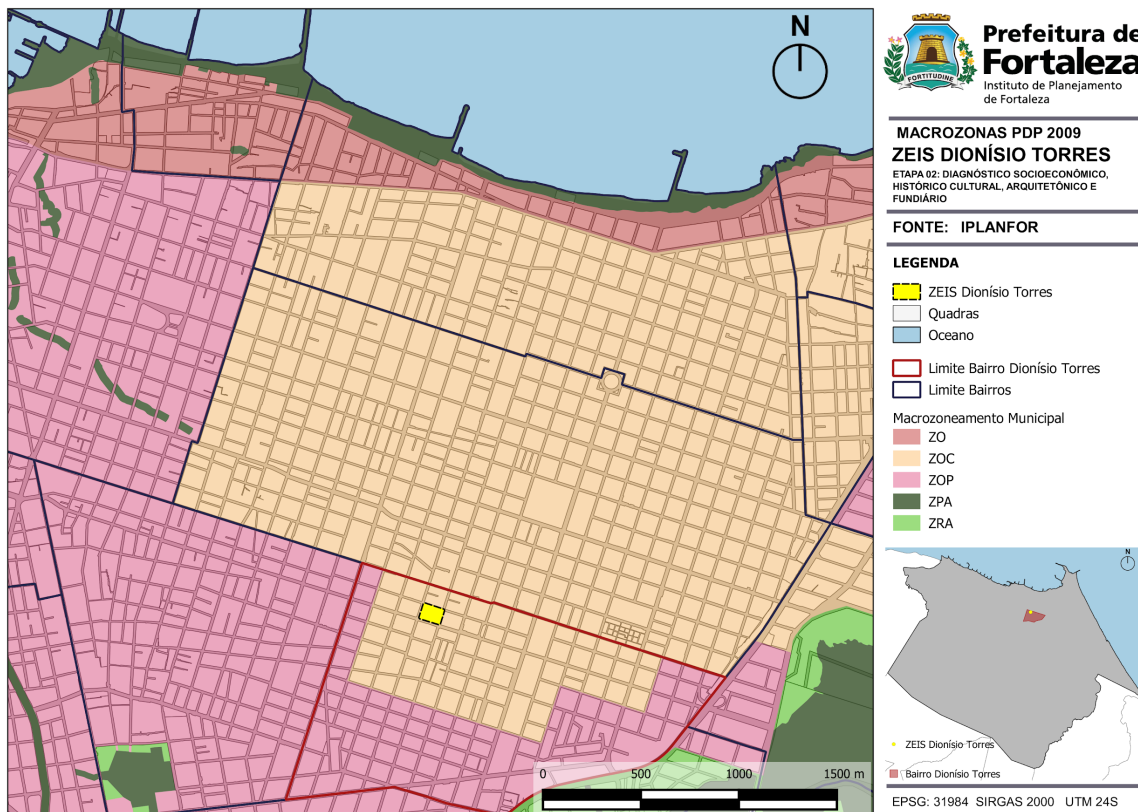 N
FORTITUDINE
Prefeitura de
Fortaleza
Instituto de Planejamento
de Fortaleza
MACROZONAS PDP 2009
ZEIS DIONÍSIO TORRES
ETAPA 02: DIAGNÓSTICO SOCIOECONÔMICO,
HISTÓRICO CULTURAL, ARQUITETÔNICO E
FUNDIÁRIO
FONTE: IPLANFOR
LEGENDA
ZEIS Dionísio Torres
Quadras
Oceano
Limite Bairro Dionísio Torres
Limite Bairros
Macrozoneamento Municipal
ZO
ZOC
ZOP
ZPA
ZRA
N
ZEIS Dionísio Torres
Bairro Dionísio Torres
0 500 1000 1500 m
EPSG: 31984 SIRGAS 2000 UTM 24S